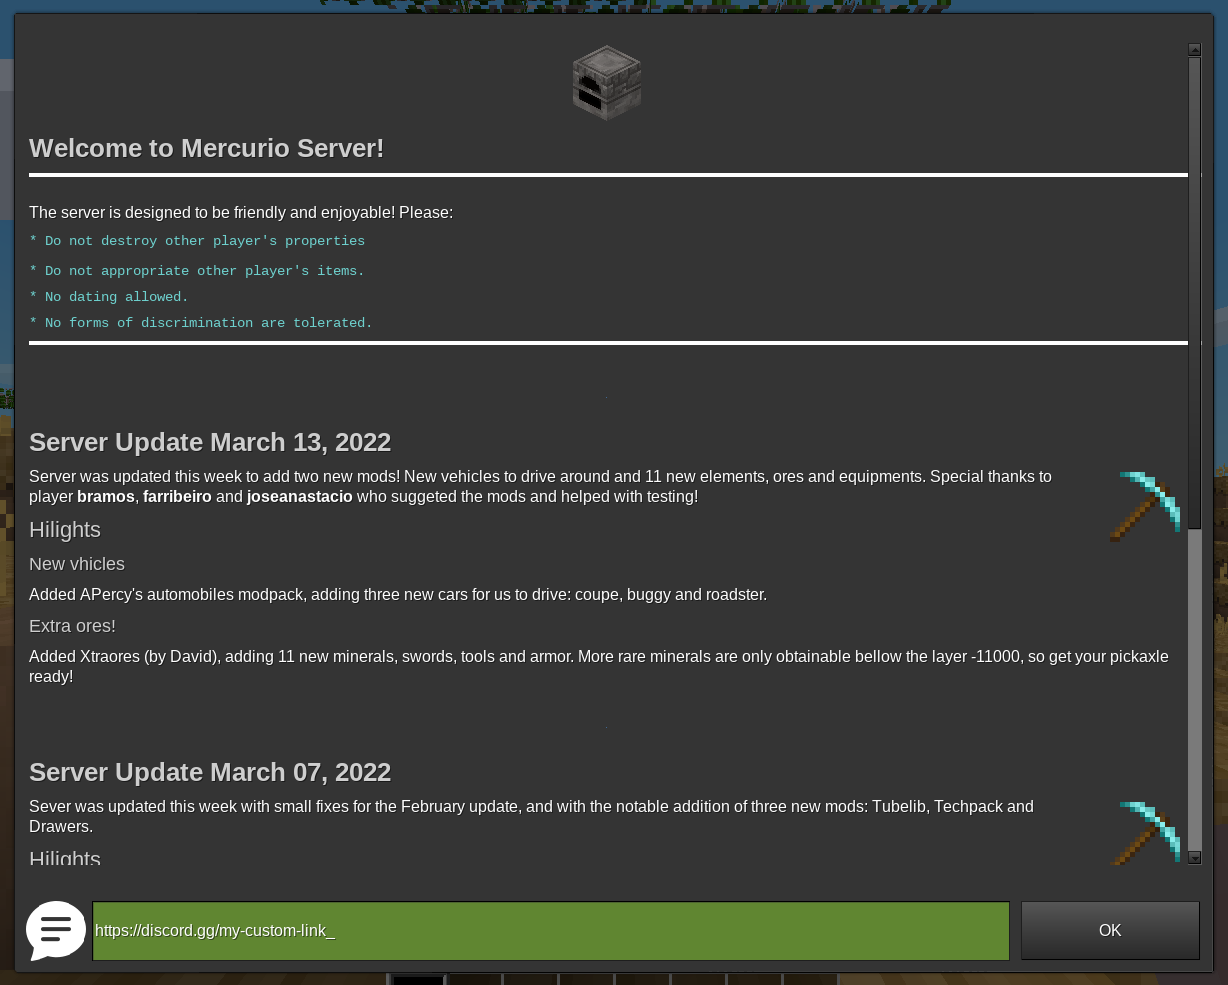 Welcome to Mercurio Server!
The server is designed to be friendly and enjoyable! Please:
* Do not destroy other player's properties
* Do not appropriate other player's items.
* No dating allowed.
* No forms of discrimination are tolerated.
Server Update March 13, 2022
Server was updated this week to add two new mods! New vehicles to drive around and 11 new elements, ores and equipments. Special thanks to
player bramos, farribeiro and joseanastacio who suggeted the mods and helped with testing!
Hilights
New vhicles
Added APercy's automobiles modpack, adding three new cars for us to drive: coupe, buggy and roadster.
Extra ores!
Added Xtraores (by David), adding 11 new minerals, swords, tools and armor. More rare minerals are only obtainable bellow the layer -11000, so get your pickaxle
ready!
Server Update March 07, 2022
Sever was updated this week with small fixes for the February update, and with the notable addition of three new mods: Tubelib, Techpack and
Drawers.
Hilights
https://discord.gg/my-custom-link_
OK